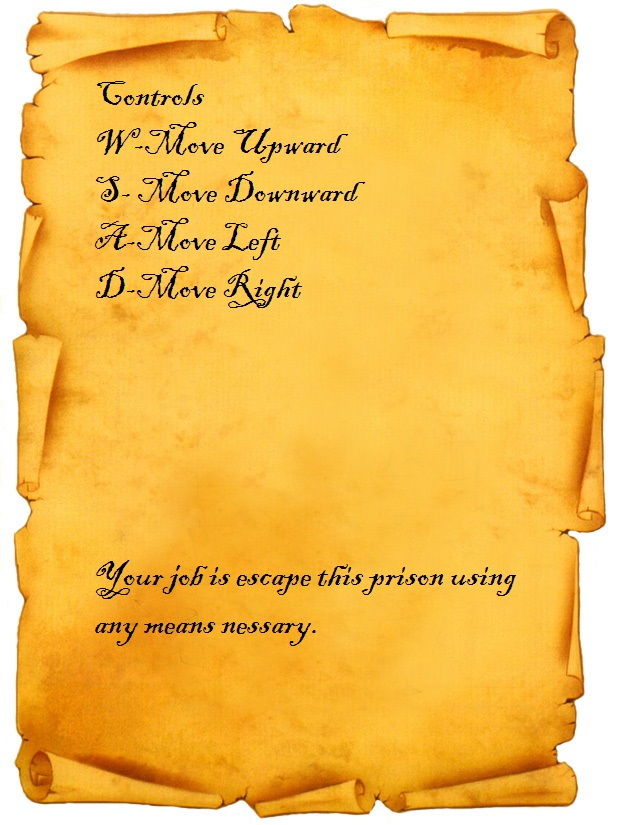 Controls
W-Move Upward
S- Move Downward
A-Move Left
D-Move Right
Your job is escape this prison using
any means nessary.